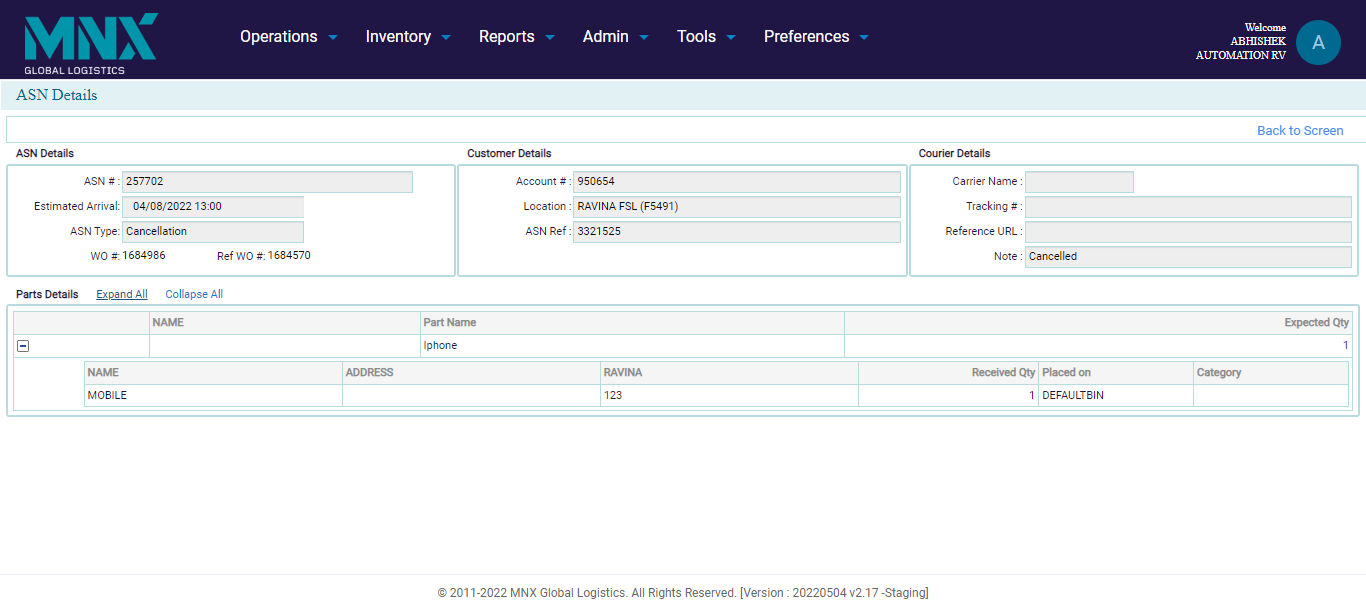 MNX
GLOBAL LOGISTICS
Operations Inventory Reports Admin Tools Preferences
Welcome
ABHISHEK
AUTOMATION RV
A
ASN Details
Back to Screen
ASN Details
ASN # : 257702
Estimated Arrival: 04/08/2022 13:00
ASN Type: Cancellation
WO #: 1684986 Ref WO #: 1684570
Customer Details
Account # : 950654
Location : RAVINA FSL (F5491)
ASN Ref : 3321525
Courier Details
Carrier Name :
Tracking # :
Reference URL :
Note : Cancelled
Parts Details Expand All Collapse All
NAME Part Name Expected Qty
Iphone 1
NAME ADDRESS RAVINA Received Qty Placed on Category
MOBILE 123 1 DEFAULTBIN
© 2011-2022 MNX Global Logistics. All Rights Reserved. [Version : 20220504 v2.17 -Staging]